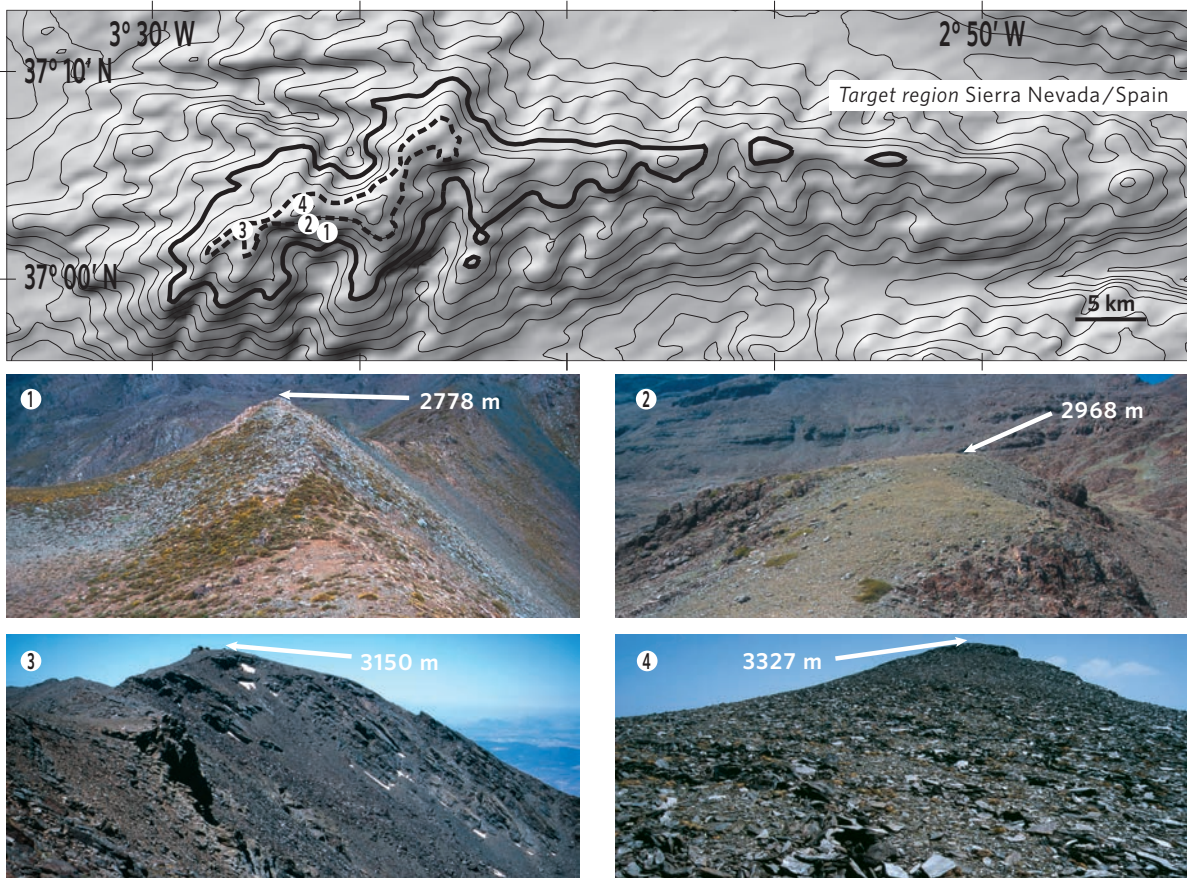 3° 30′ W
2° 50′ W
37° 10′ N
Target region Sierra Nevada/Spain
4
3 2 1
37° 00′ N
5 km
1
2778 m
2
2968 m
3
3150 m
4
3327 m